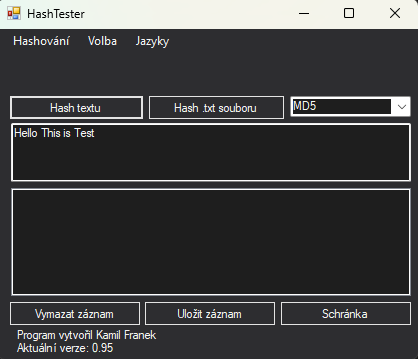 HashTester
Hashování Volba Jazyky
Hash textu Hash .txt souboru MD5
Hello This is Test
Vymazat záznam Uložit záznam Schránka
Program vytvořil Kamil Franek
Aktuální verze: 0.95